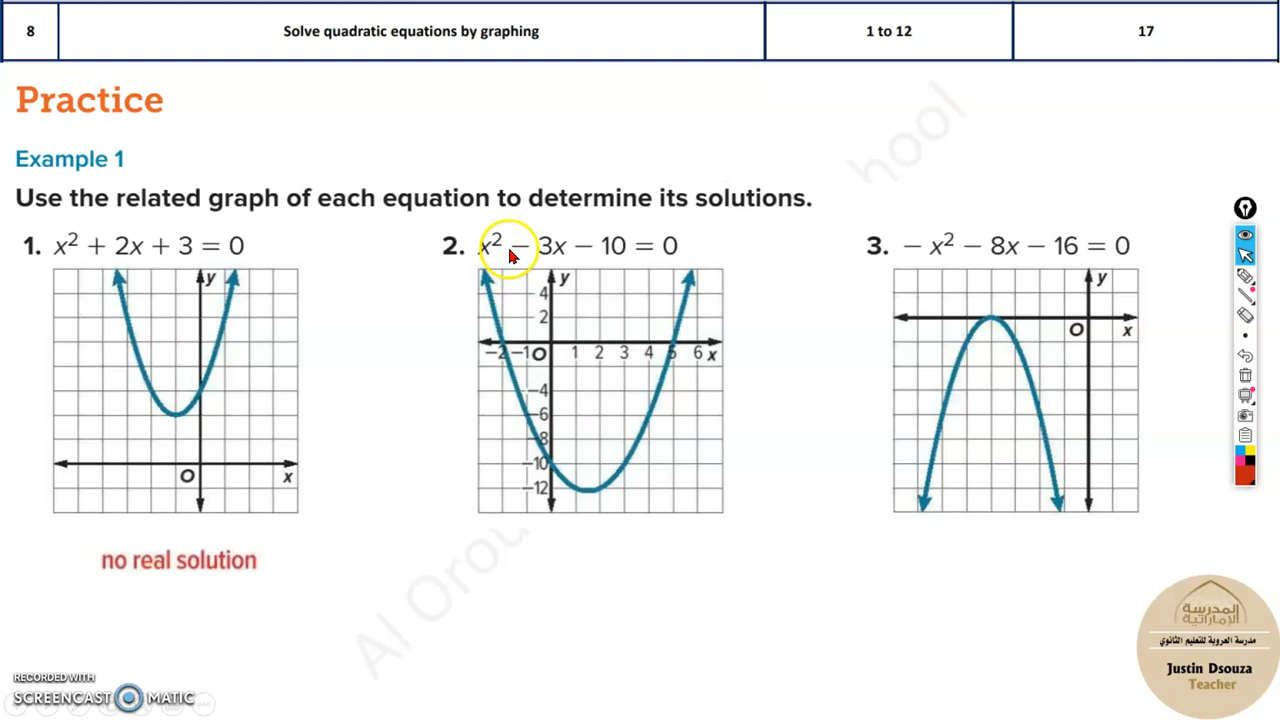 8 Solve quadratic equations by graphing 1 to 12 17
Practice
Example 1
Use the related graph of each equation to determine its solutions.
1. x² + 2x + 3 = 0
2. x² − 3x − 10 = 0
3. − x² − 8x − 16 = 0
y
O x
no real solution
y
4
2
−2 −1 O 1 2 3 4 5 6 x
−4
−6
−8
−10
−12
y
O x
hool
Al Orou
المدرسة
الإماراتية
مدرسة العروبة للتعليم الثانوي
Justin Dsouza
Teacher
RECORDED WITH
SCREENCAST MATIC